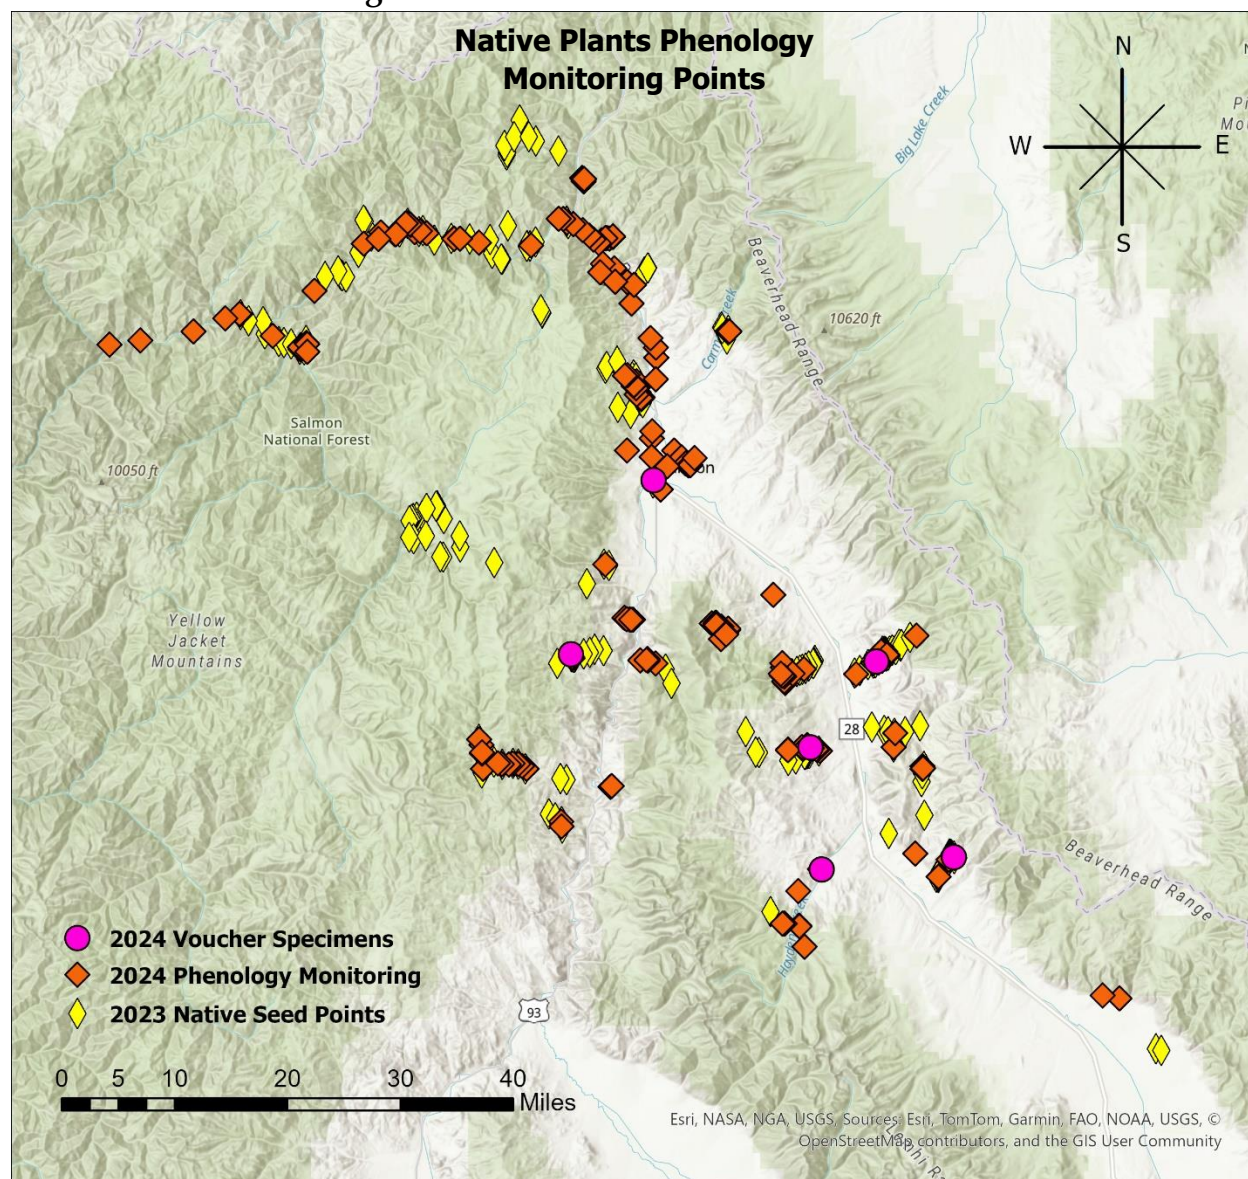 Native Plants Phenology
Monitoring Points
N
W
E
S
Big Lake Creek
Beaverhead Range
10620 ft
Salmon
National Forest
10050 ft
Yellow
Jacket
Mountains
28
Beaverhead Range
2024 Voucher Specimens
2024 Phenology Monitoring
2023 Native Seed Points
93
0 5 10 20 30 40
Miles
Esri, NASA, NGA, USGS, Sources: Esri, TomTom, Garmin, FAO, NOAA, USGS, ©
OpenStreetMap contributors, and the GIS User Community